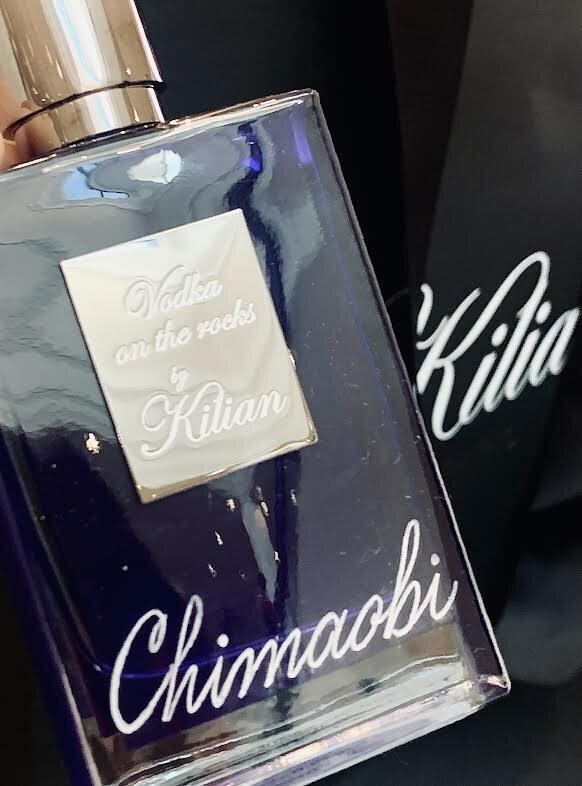 Vodka
on the rocks
by
Kilian
Chimaobi
Kilia